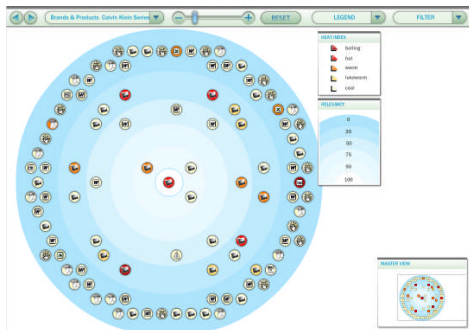 Brands & Products Calvin Klein Series
RESET
LEGEND
FILTER
HEAT INDEX
boiling
hot
warm
lukewarm
cool
RELEVANCY
0
25
50
75
90
100
MASTER VIEW